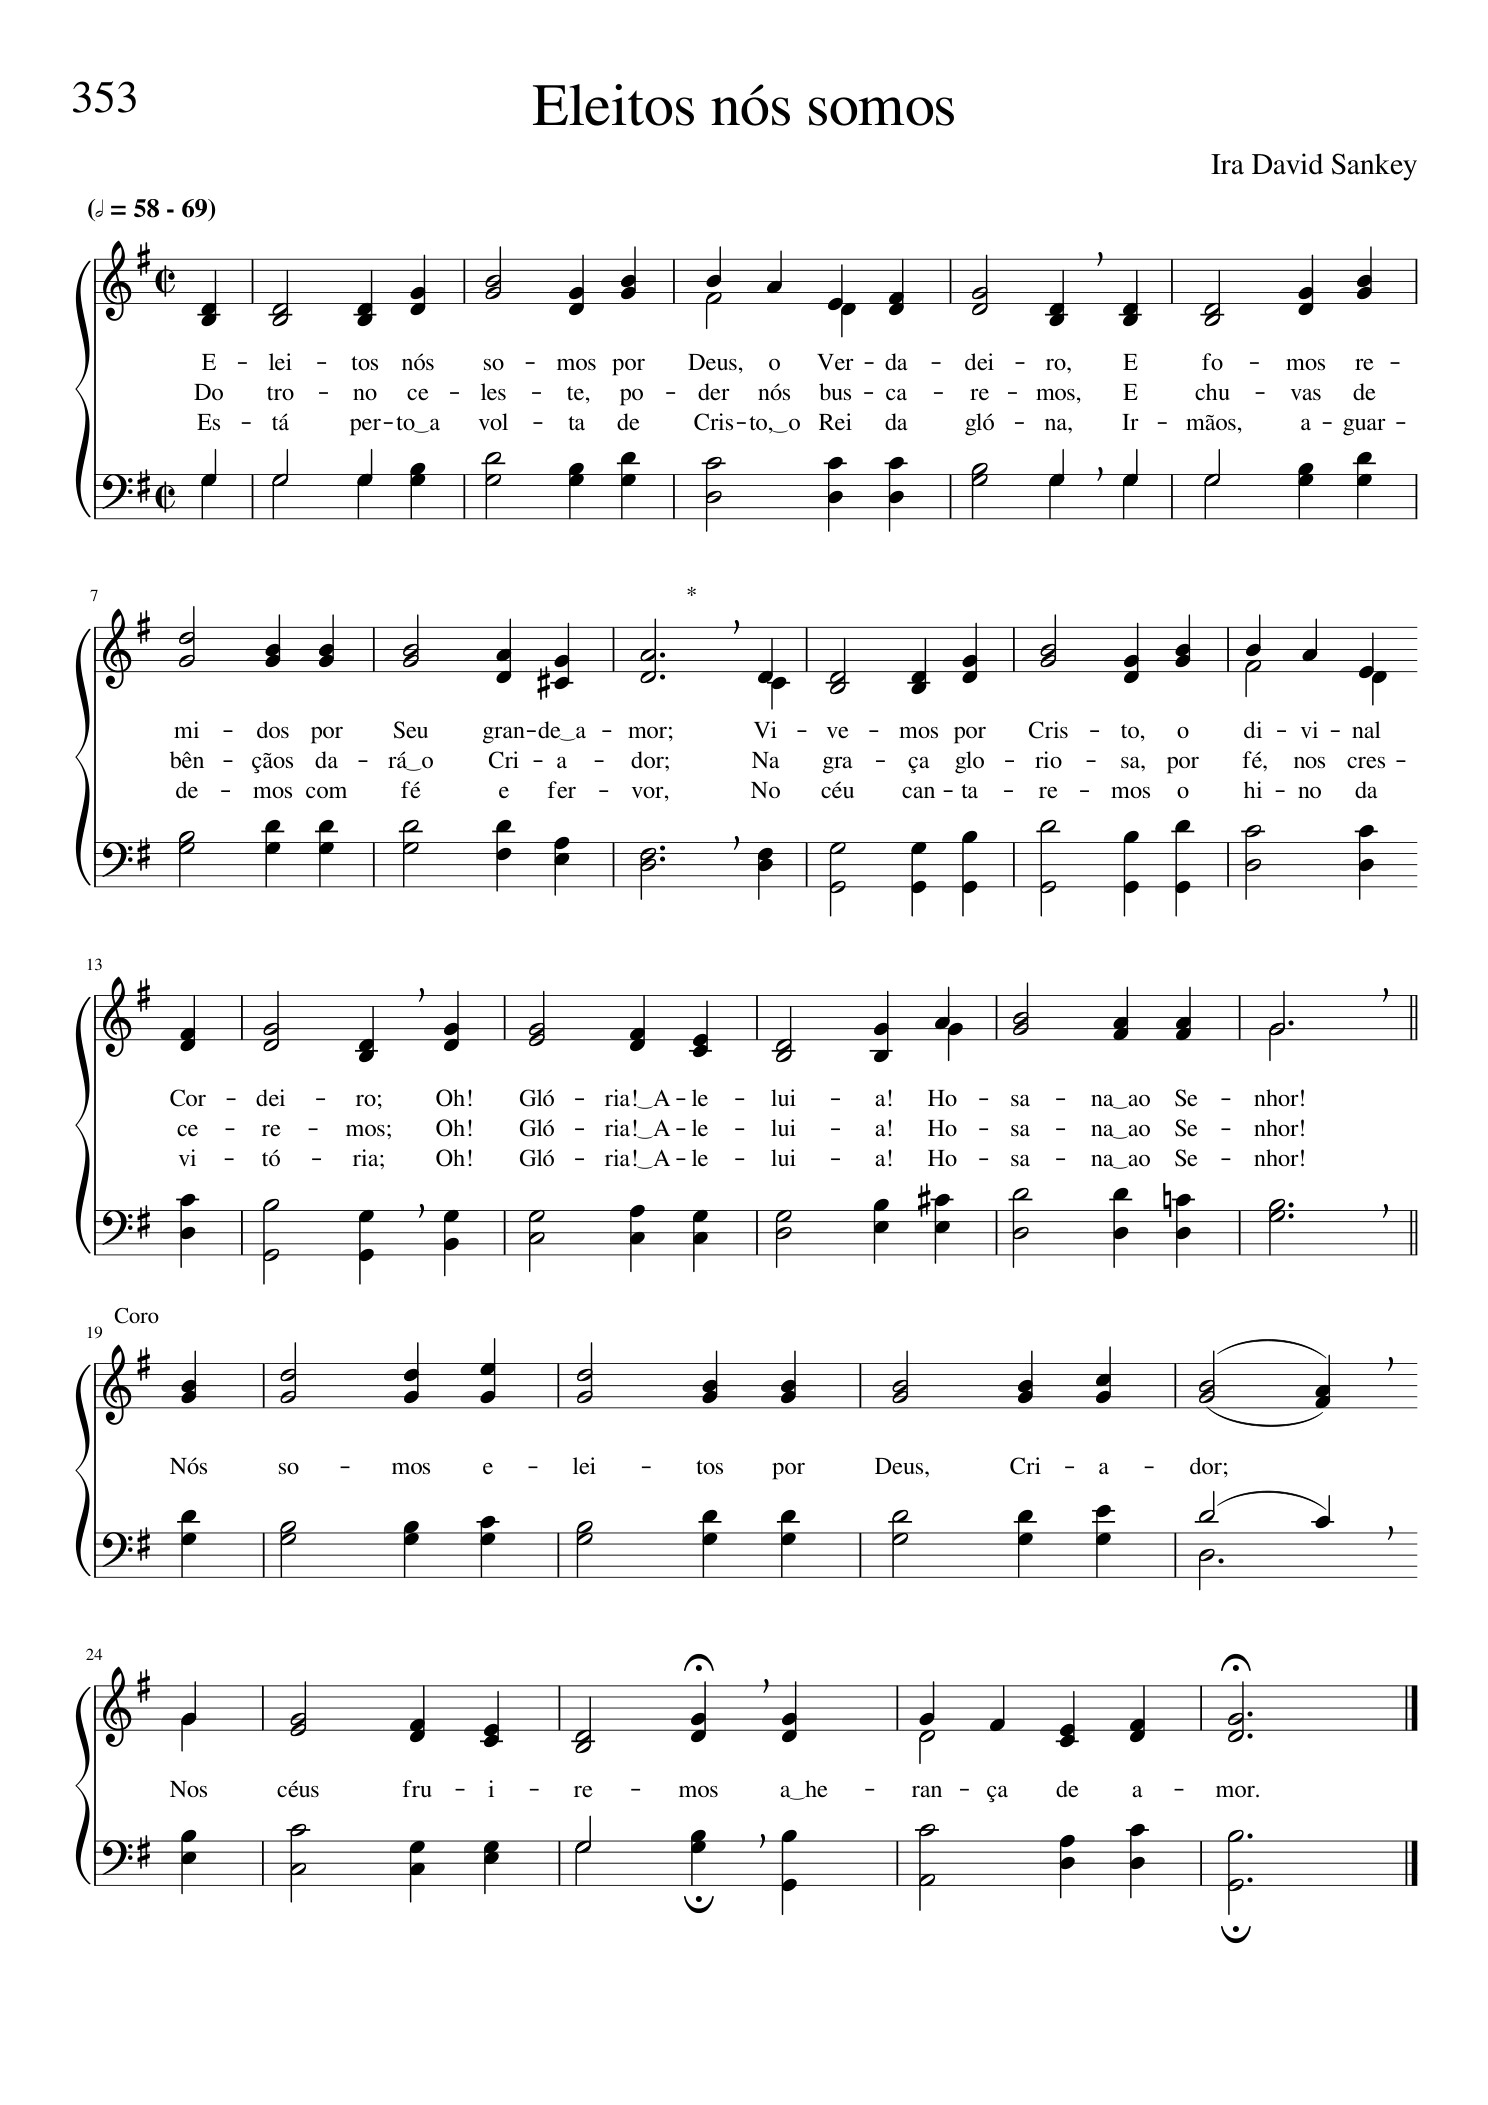 353
Eleitos nós somos
Ira David Sankey
(𝅗𝅥 = 58 - 69)
E - lei - tos nós so - mos por Deus, o Ver - da - dei - ro, E fo - mos re -
Do tro - no ce - les - te, po - der nós bus - ca - re - mos, E chu - vas de
Es - tá per - to‿a vol - ta de Cris - to,‿o Rei da gló - na, Ir - mãos, a - guar -
7
*
mi - dos por Seu gran - de‿a - mor; Vi - ve - mos por Cris - to, o di - vi - nal
bên - çãos da - rá‿o Cri - a - dor; Na gra - ça glo - rio - sa, por fé, nos cres -
de - mos com fé e fer - vor, No céu can - ta - re - mos o hi - no da
13
Cor - dei - ro; Oh! Gló - ria!‿A - le - lui - a! Ho - sa - na‿ao Se - nhor!
ce - re - mos; Oh! Gló - ria!‿A - le - lui - a! Ho - sa - na‿ao Se - nhor!
vi - tó - ria; Oh! Gló - ria!‿A - le - lui - a! Ho - sa - na‿ao Se - nhor!
Coro
19
Nós so - mos e - lei - tos por Deus, Cri - a - dor;
24
Nos céus fru - i - re - mos a‿he - ran - ça de a - mor.